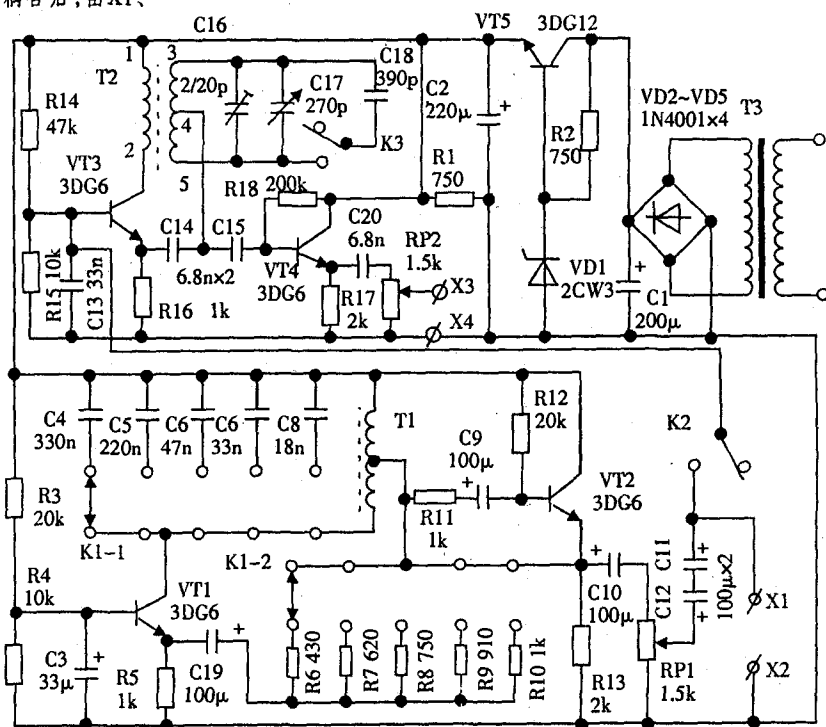 C16
VT5
3DG12
1
3
T2
2/20p
C17
270p
C18
390p
C2
220μ
+
VD2~VD5
1N4001×4
T3
R14
47k
4
K3
R2
750
2
VT3
3DG6
5
R18
200k
R1
750
C14
C15
C20
6.8n
RP2
1.5k
6.8n×2
VT4
3DG6
X3
VD1
2CW3
+
C1
200μ
R15 10k
C13 33n
R16
1k
R17
2k
X4
C4
330n
C5
220n
C6
47n
C6
33n
C8
18n
T1
C9
100μ
+
R12
20k
K2
VT2
3DG6
R3
20k
R11
1k
K1-1
K1-2
R4
10k
VT1
3DG6
+
C10
100μ
C11
C12
100μ×2
+
+
X1
C3
33μ
+
R5
1k
C19
100μ
+
R6 430
R7 620
R8 750
R9 910
R10 1k
R13
2k
RP1
1.5k
X2